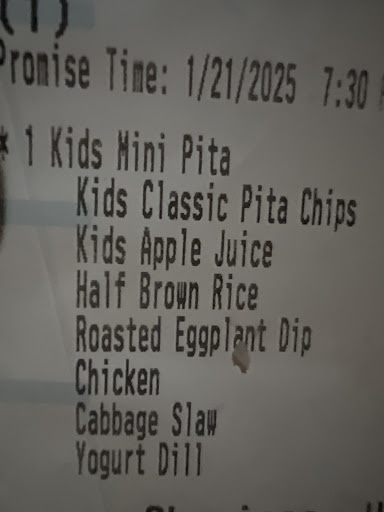 (1)
Promise Time: 1/21/2025 7:30
* 1 Kids Mini Pita
Kids Classic Pita Chips
Kids Apple Juice
Half Brown Rice
Roasted Eggplant Dip
Chicken
Cabbage Slaw
Yogurt Dill